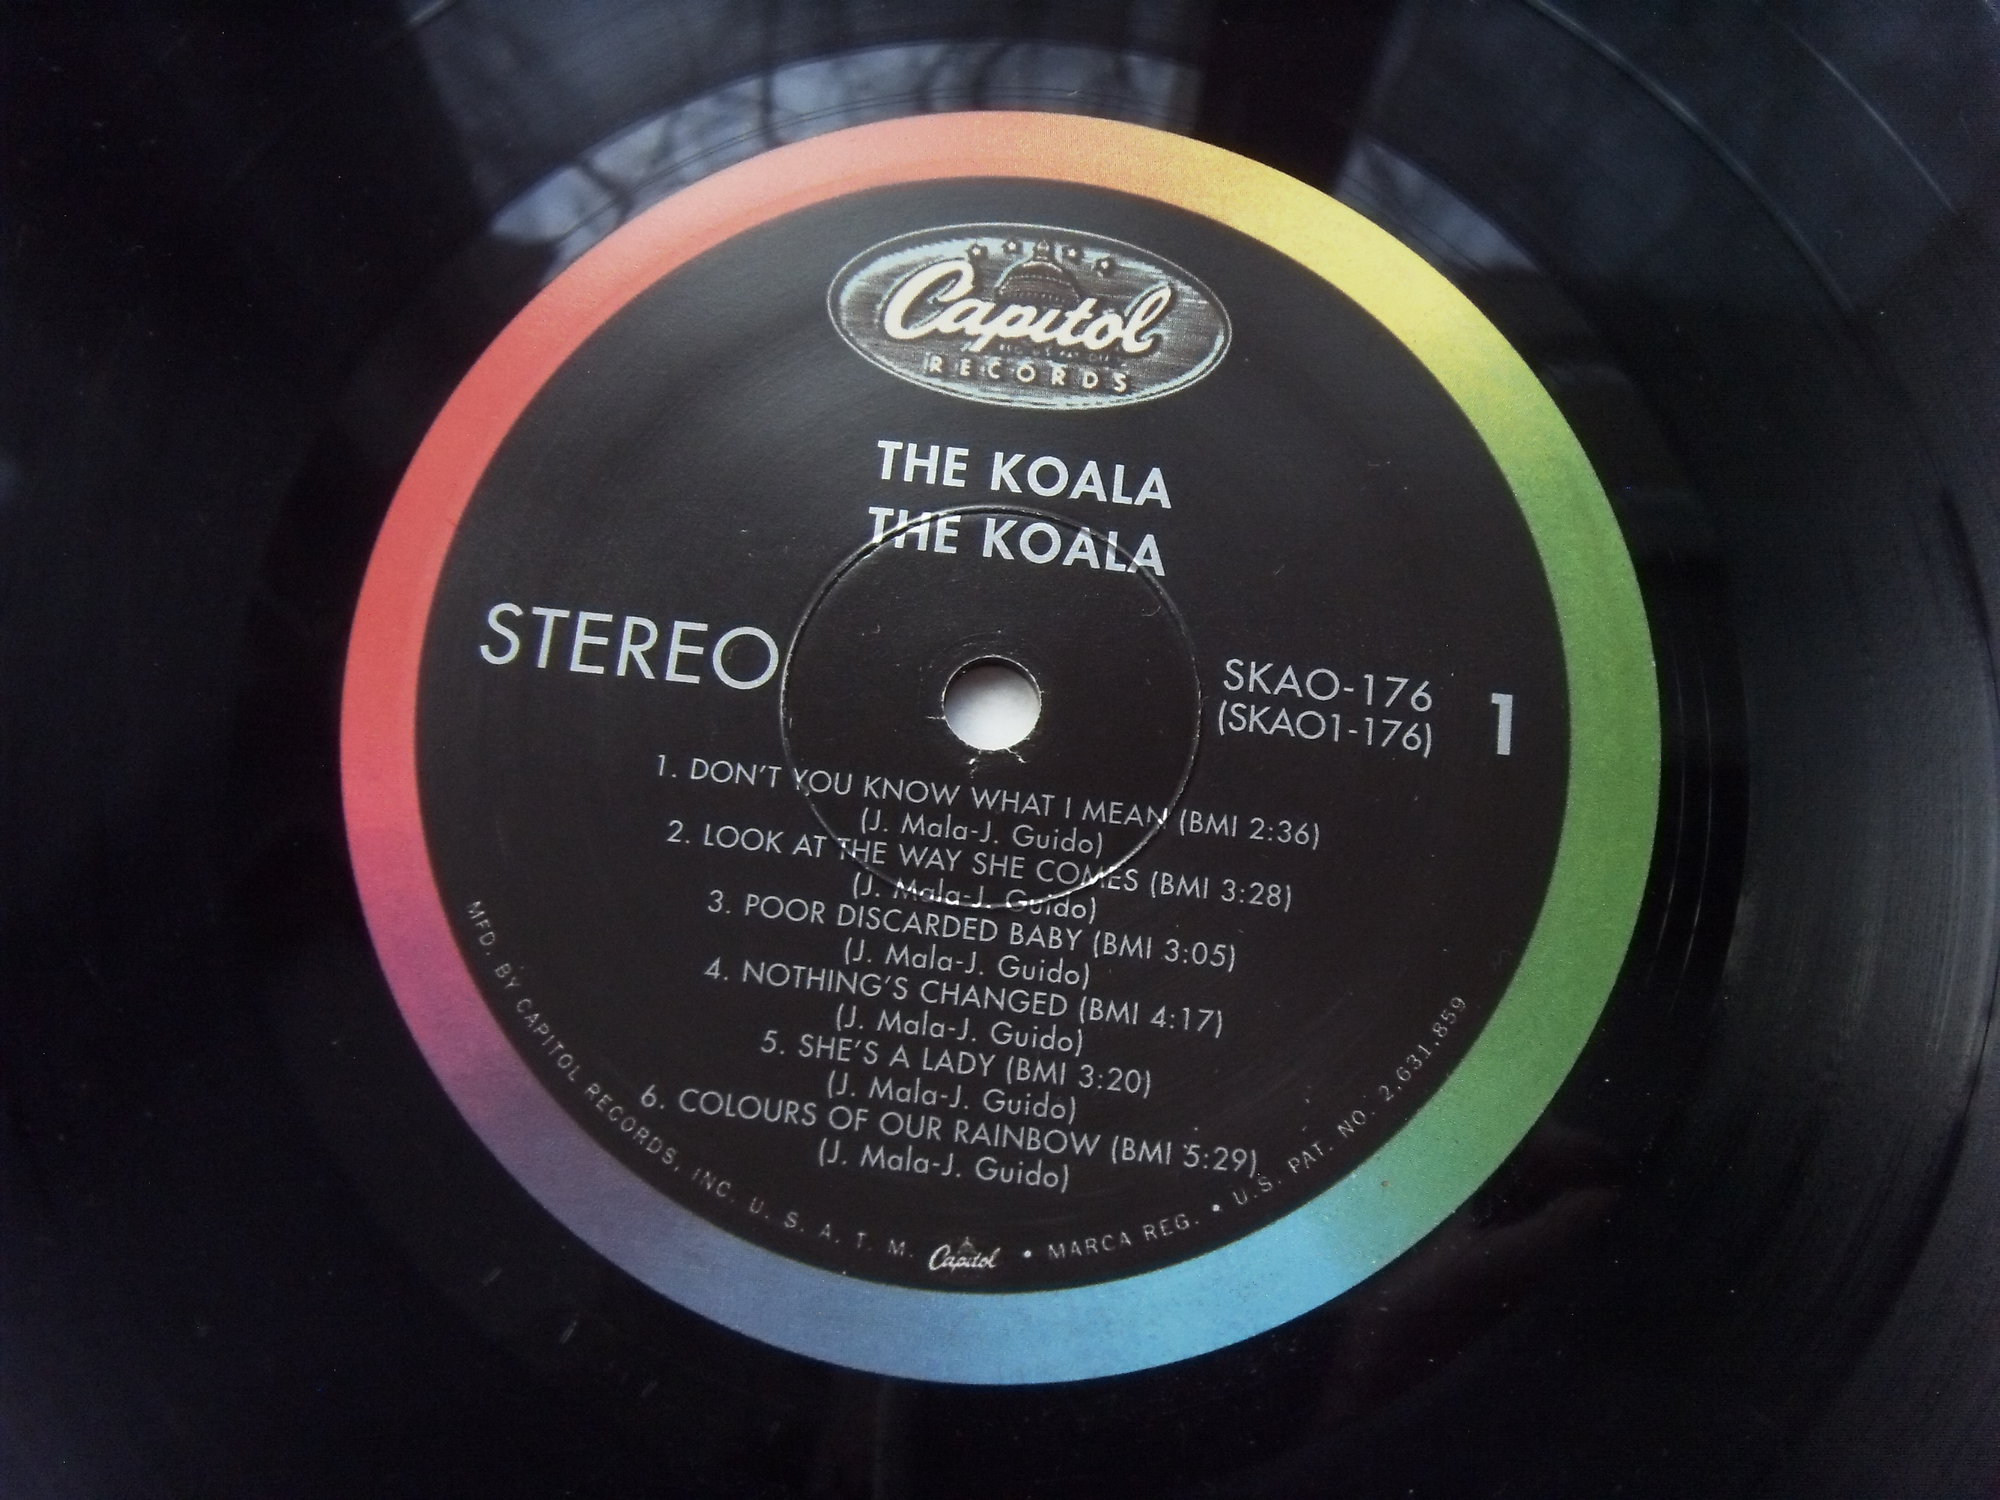 Capitol
RECORDS
THE KOALA
THE KOALA
STEREO
SKAO-176
(SKAO1-176)
1
1. DON'T YOU KNOW WHAT I MEAN (BMI 2:36)
(J. Mala-J. Guido)
2. LOOK AT THE WAY SHE COMES (BMI 3:28)
(J. Mala-J. Guido)
3. POOR DISCARDED BABY (BMI 3:05)
(J. Mala-J. Guido)
4. NOTHING'S CHANGED (BMI 4:17)
(J. Mala-J. Guido)
5. SHE'S A LADY (BMI 3:20)
(J. Mala-J. Guido)
6. COLOURS OF OUR RAINBOW (BMI 5:29)
(J. Mala-J. Guido)
MFD. BY CAPITOL RECORDS, INC. U. S. A. T. M. Capitol • MARCA REG. • U.S. PAT. NO. 2,631,859